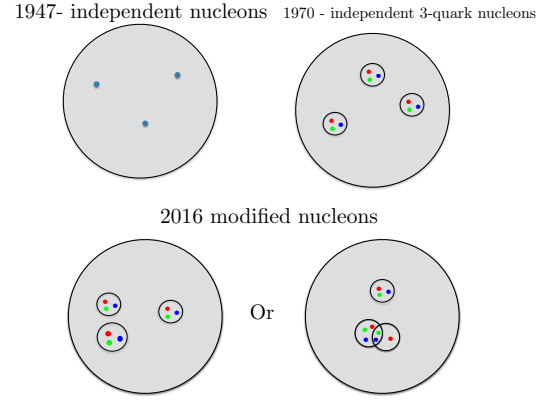 1947- independent nucleons
1970 - independent 3-quark nucleons
2016 modified nucleons
Or